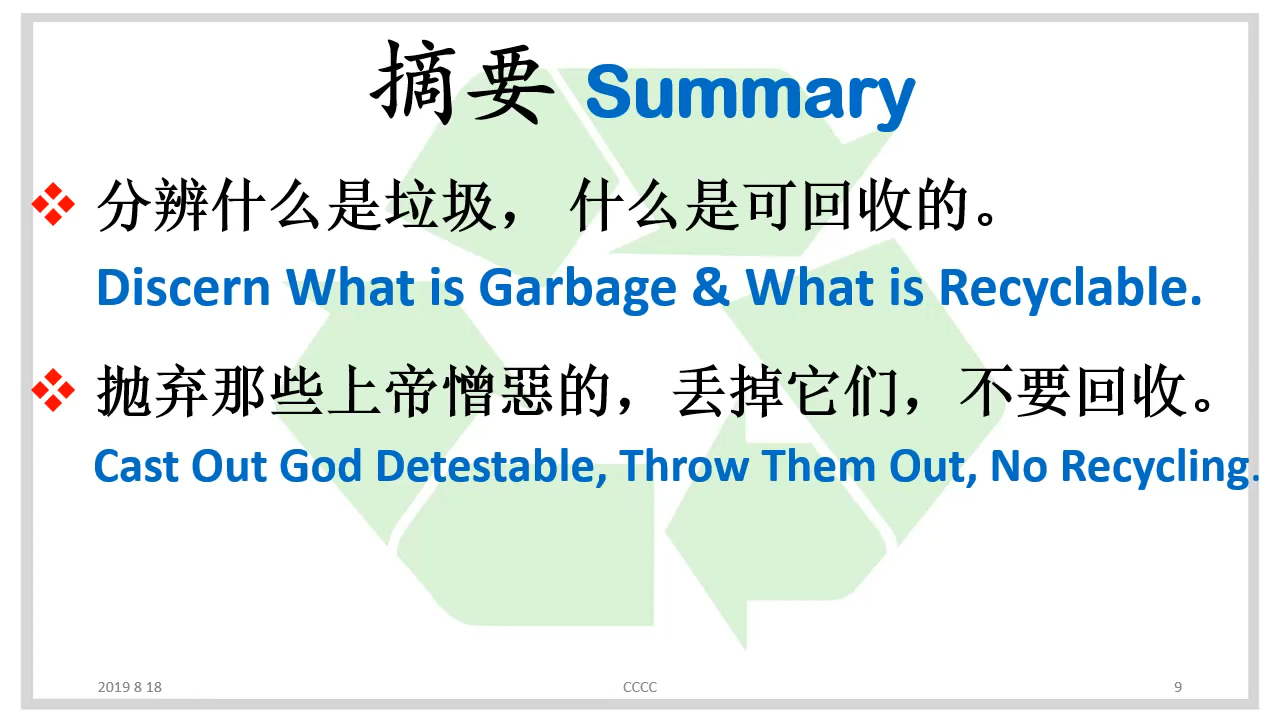 摘要 Summary
分辨什么是垃圾， 什么是可回收的。
Discern What is Garbage & What is Recyclable.
抛弃那些上帝憎惡的，丢掉它们，不要回收。
Cast Out God Detestable, Throw Them Out, No Recycling.
2019 8 18 CCCC 9